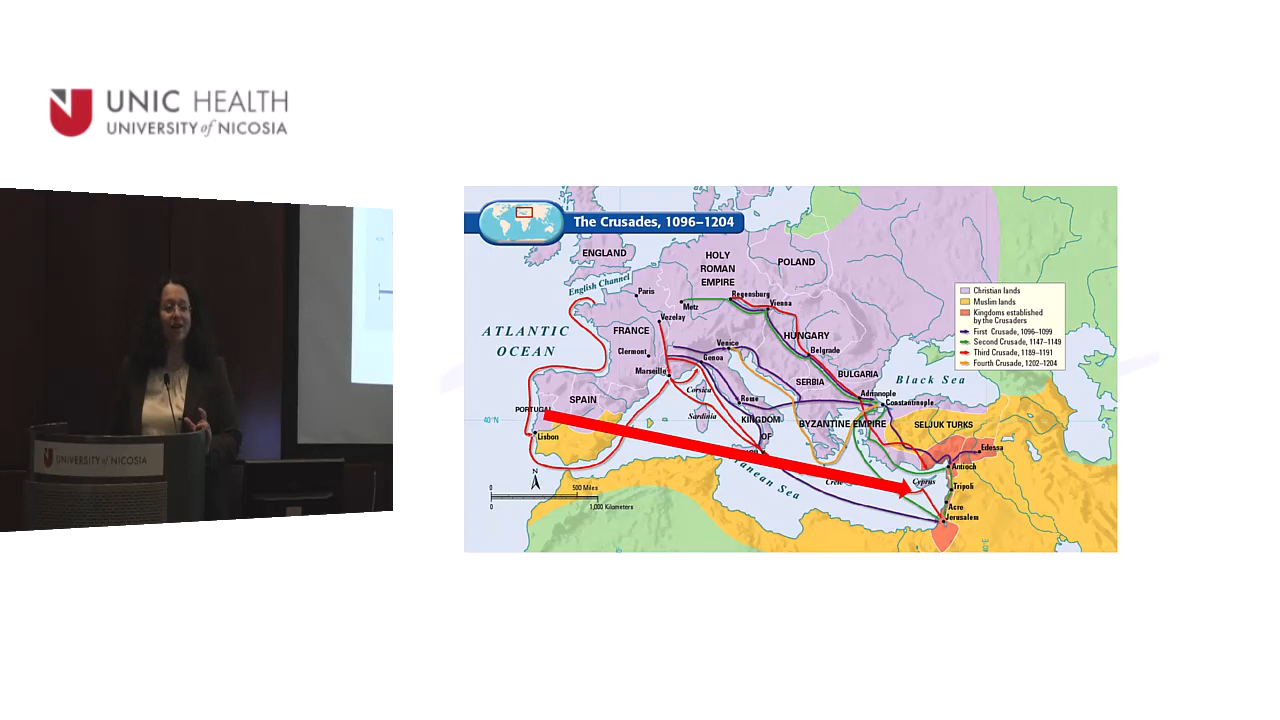 UNIC HEALTH
UNIVERSITY of NICOSIA
UNIVERSITY of NICOSIA
The Crusades, 1096–1204
ENGLAND
English Channel
HOLY
ROMAN
EMPIRE
POLAND
Paris
Metz
Regensburg
Vienna
ATLANTIC
OCEAN
FRANCE
Vezelay
Clermont
Venice
Genoa
Marseille
HUNGARY
Belgrade
Christian lands
Muslim lands
Kingdoms established
by the Crusaders
First Crusade, 1096–1099
Second Crusade, 1147–1149
Third Crusade, 1189–1191
Fourth Crusade, 1202–1204
Black Sea
SERBIA
BULGARIA
Corsica
Rome
Sardinia
SPAIN
PORTUGAL
Lisbon
40°N
KINGDOM
OF
Adrianople
Constantinople
BYZANTINE EMPIRE
SELJUK TURKS
Edessa
Antioch
Cyprus
Tripoli
Acre
Jerusalem
Crete
Sea
N
0
500 Miles
0
1,000 Kilometers